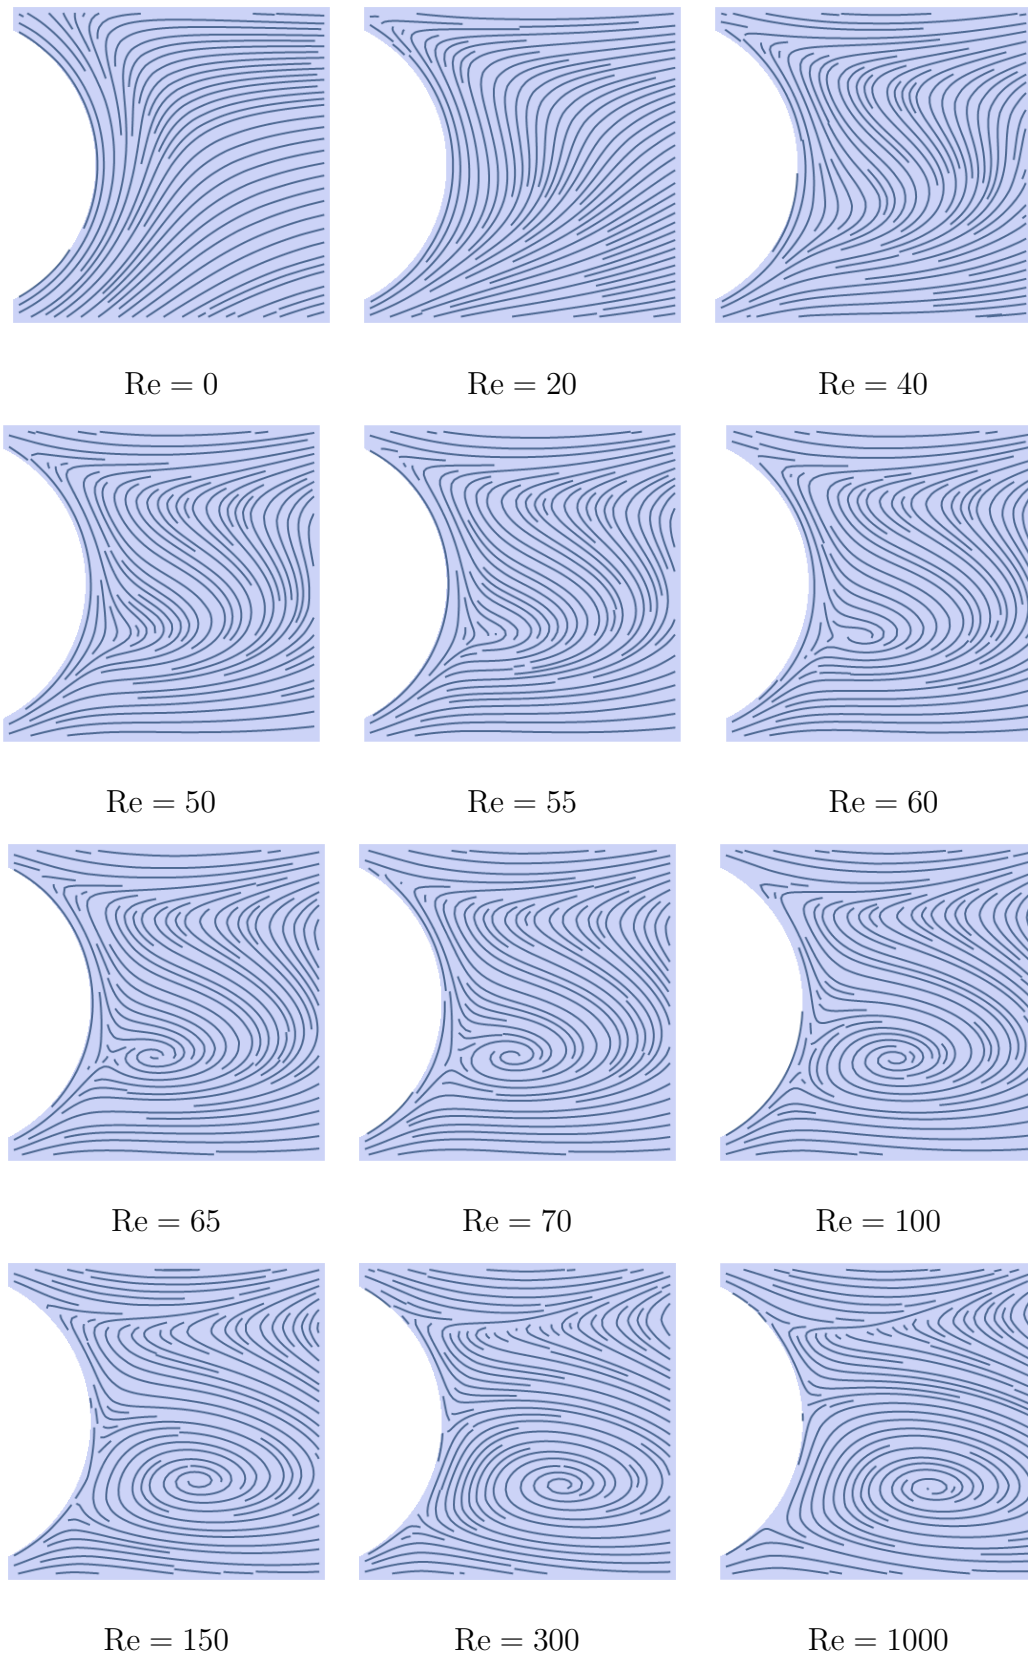 Re = 0 Re = 20 Re = 40
Re = 50 Re = 55 Re = 60
Re = 65 Re = 70 Re = 100
Re = 150 Re = 300 Re = 1000